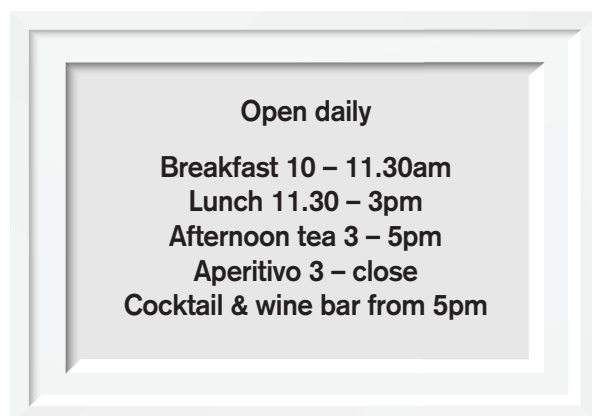 Open daily
Breakfast 10 – 11.30am
Lunch 11.30 – 3pm
Afternoon tea 3 – 5pm
Aperitivo 3 – close
Cocktail & wine bar from 5pm